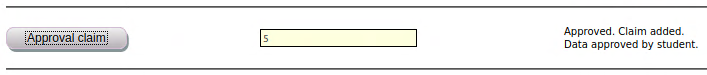 Approval claim
5
Approved. Claim added.
Data approved by student.